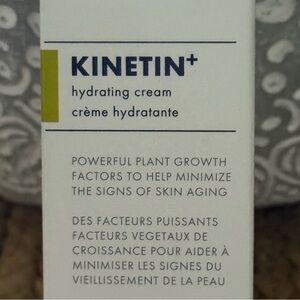 KINETIN+
hydrating cream
crème hydratante
POWERFUL PLANT GROWTH
FACTORS TO HELP MINIMIZE
THE SIGNS OF SKIN AGING
DES FACTEURS PUISSANTS
FACTEURS VEGETAUX DE
CROISSANCE POUR AIDER À
MINIMISER LES SIGNES DU
VIEILLISSEMENT DE LA PEAU